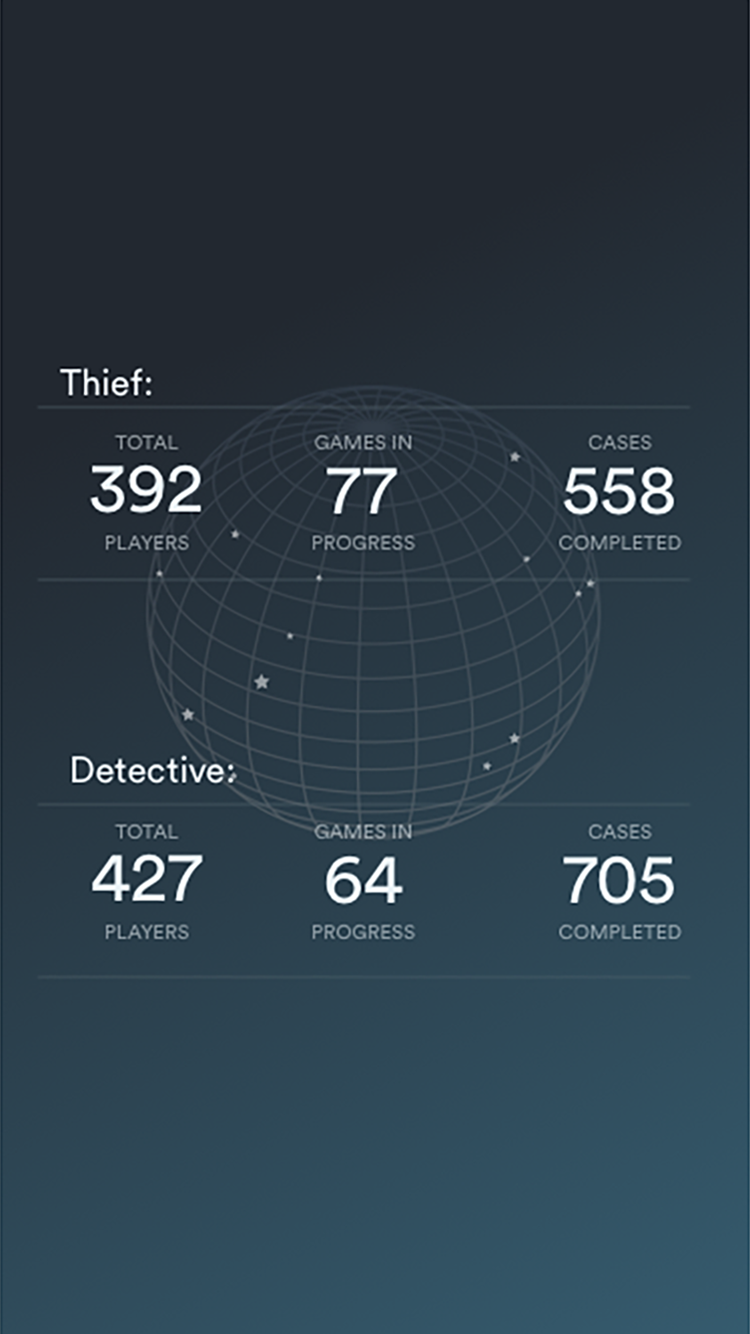 Thief:
TOTAL GAMES IN CASES
392 77 558
PLAYERS PROGRESS COMPLETED
Detective:
TOTAL GAMES IN CASES
427 64 705
PLAYERS PROGRESS COMPLETED